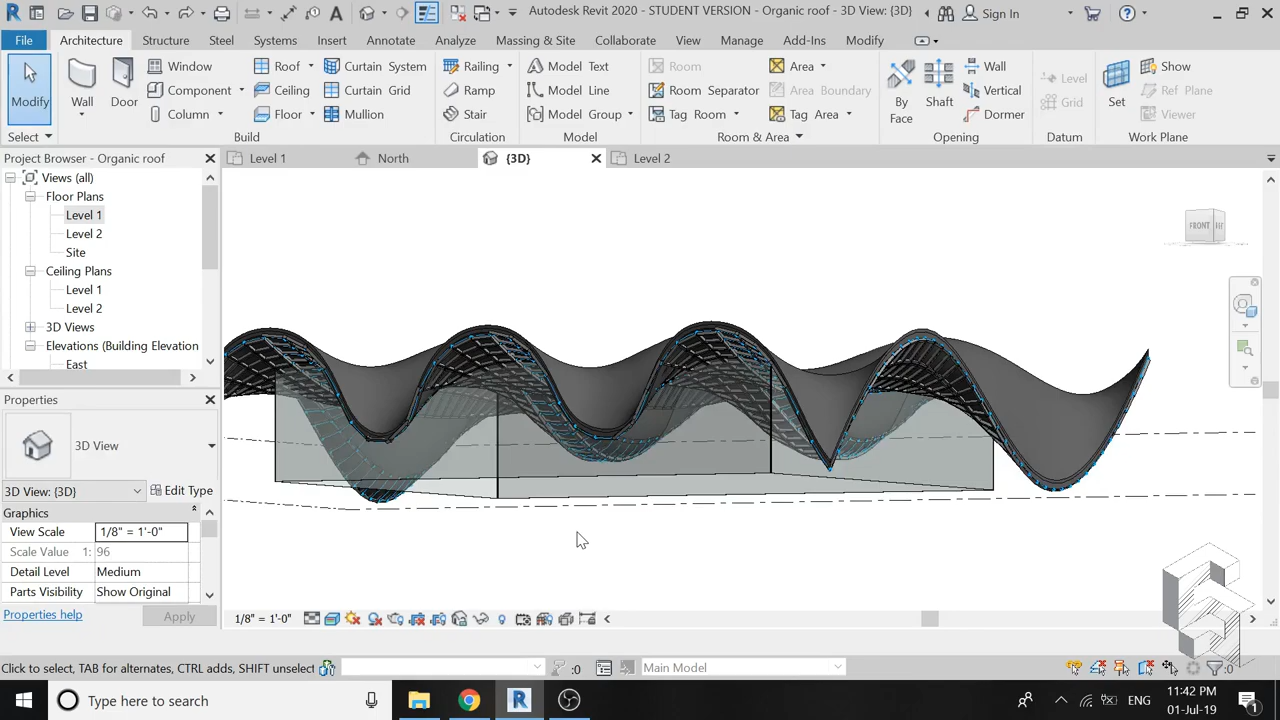 Autodesk Revit 2020 - STUDENT VERSION - Organic roof - 3D View: {3D}
Sign In
File
Architecture
Structure
Steel
Systems
Insert
Annotate
Analyze
Massing & Site
Collaborate
View
Manage
Add-Ins
Modify
Modify
Wall
Door
Window
Component
Column
Roof
Ceiling
Floor
Curtain System
Curtain Grid
Mullion
Railing
Ramp
Stair
Model Text
Model Line
Model Group
Room
Room Separator
Tag Room
Area
Area Boundary
Tag Area
By
Face
Shaft
Wall
Vertical
Dormer
Level
Grid
Set
Show
Ref Plane
Viewer
Select
Build
Circulation
Model
Room & Area
Opening
Datum
Work Plane
Project Browser - Organic roof
Level 1
North
{3D}
Level 2
Views (all)
Floor Plans
Level 1
Level 2
Site
Ceiling Plans
Level 1
Level 2
3D Views
Elevations (Building Elevation
East
FRONT
Properties
3D View
3D View: {3D}
Edit Type
Graphics
View Scale
1/8" = 1'-0"
Scale Value 1:
96
Detail Level
Medium
Parts Visibility
Show Original
Properties help
Apply
1/8" = 1'-0"
Click to select, TAB for alternates, CTRL adds, SHIFT unselect
:0
Main Model
:0
Type here to search
ENG
11:42 PM
01-Jul-19
1